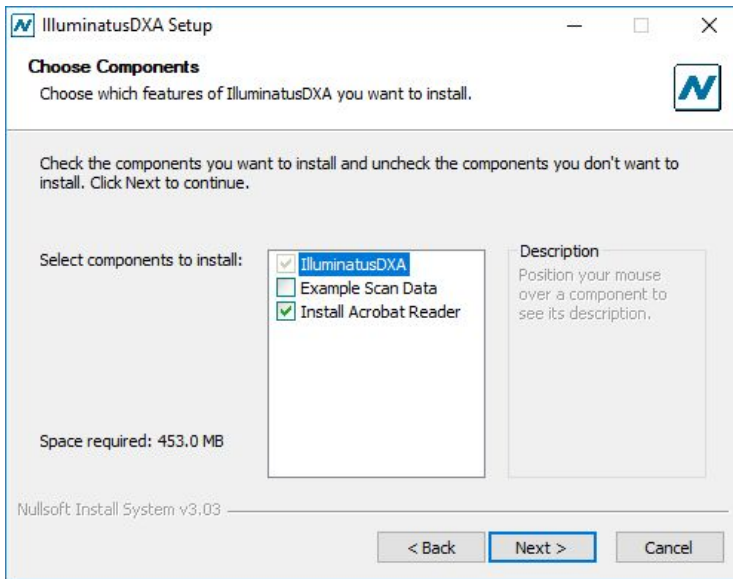 IlluminatusDXA Setup
Choose Components
Choose which features of IlluminatusDXA you want to install.
Check the components you want to install and uncheck the components you don't want to
install. Click Next to continue.
Select components to install:
IlluminatusDXA
Example Scan Data
Install Acrobat Reader
Description
Position your mouse
over a component to
see its description.
Space required: 453.0 MB
Nullsoft Install System v3.03
< Back
Next >
Cancel